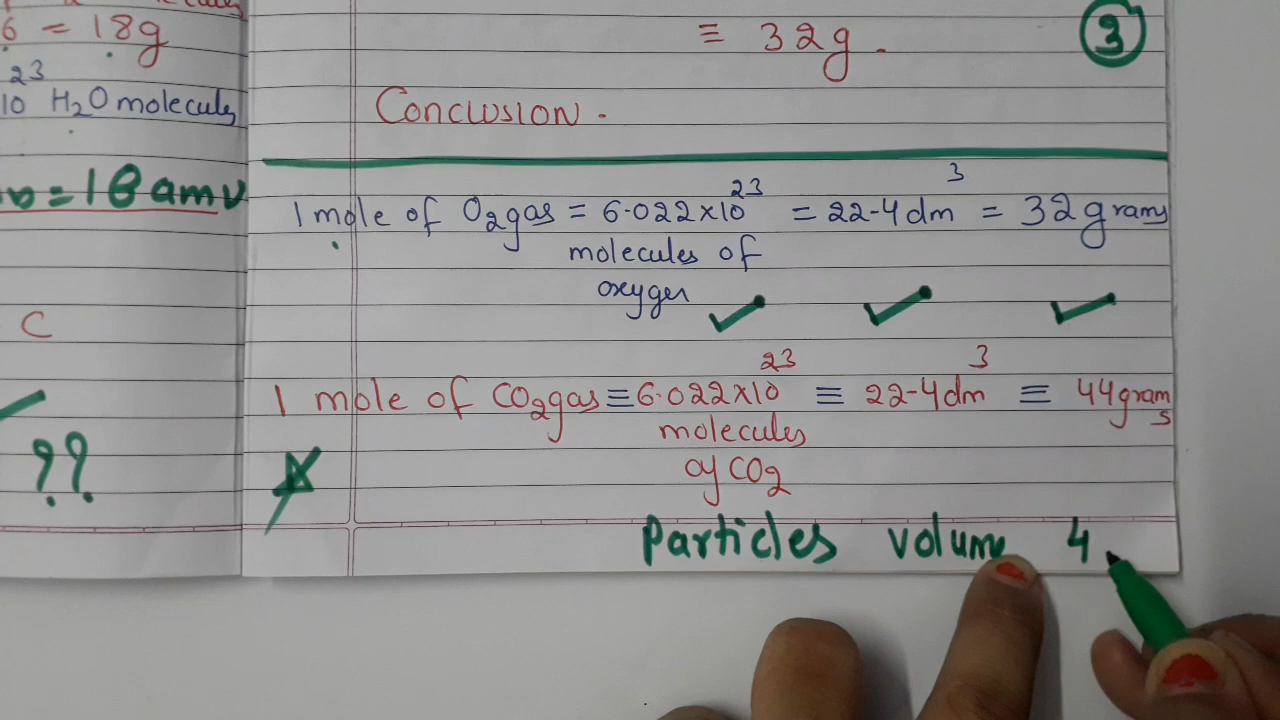 6 = 18g
23
10 H2O molecules
= 18 amu
C
??
≡ 32g.
3
Conclusion.
1 mole of O2 gas = 6.022×10^23 = 22.4 dm^3 = 32 grams
molecules of
oxygen
1 mole of CO2 gas ≡ 6.022×10^23 ≡ 22.4 dm^3 ≡ 44 grams
molecules
of CO2
Particles volume 4